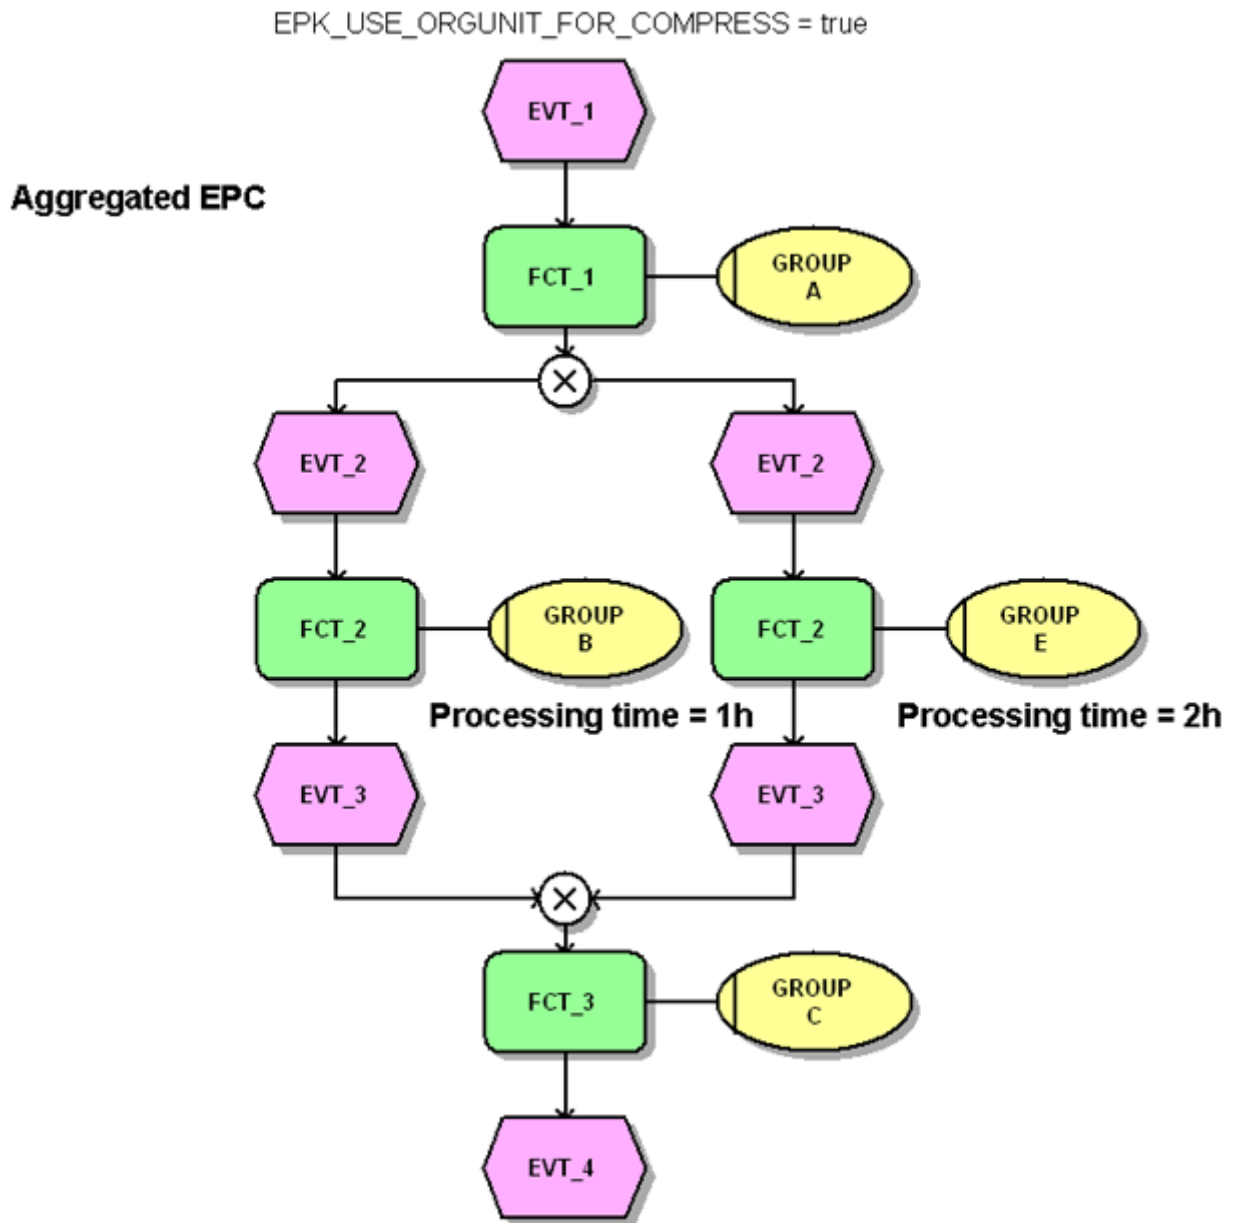 EPK_USE_ORGUNIT_FOR_COMPRESS = true
EVT_1
Aggregated EPC
FCT_1
GROUP
A
EVT_2
EVT_2
FCT_2
GROUP
B
FCT_2
GROUP
E
Processing time = 1h
Processing time = 2h
EVT_3
EVT_3
FCT_3
GROUP
C
EVT_4